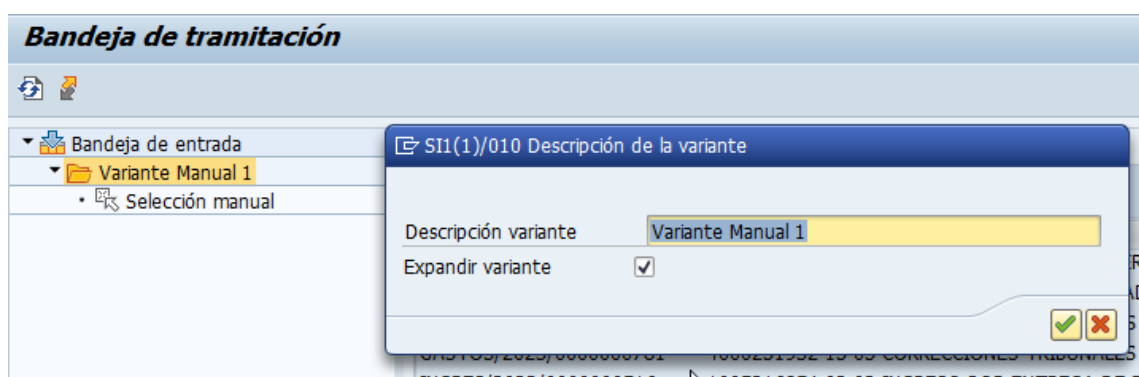 Bandeja de tramitación
Bandeja de entrada
Variante Manual 1
Selección manual
SI1(1)/010 Descripción de la variante
Descripción variante Variante Manual 1
Expandir variante